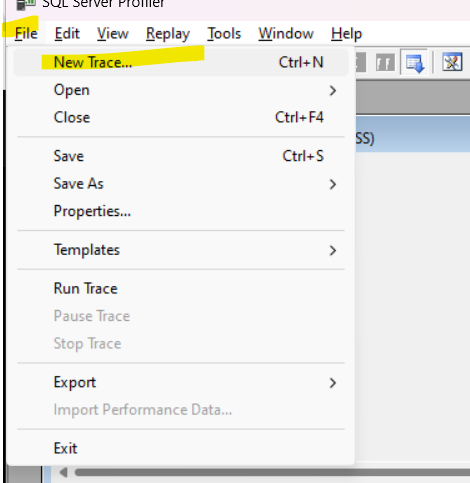 SQL Server Profiler
File Edit View Replay Tools Window Help
New Trace... Ctrl+N
Open
Close Ctrl+F4
SS)
Save Ctrl+S
Save As
Properties...
Templates
Run Trace
Pause Trace
Stop Trace
Export
Import Performance Data...
Exit